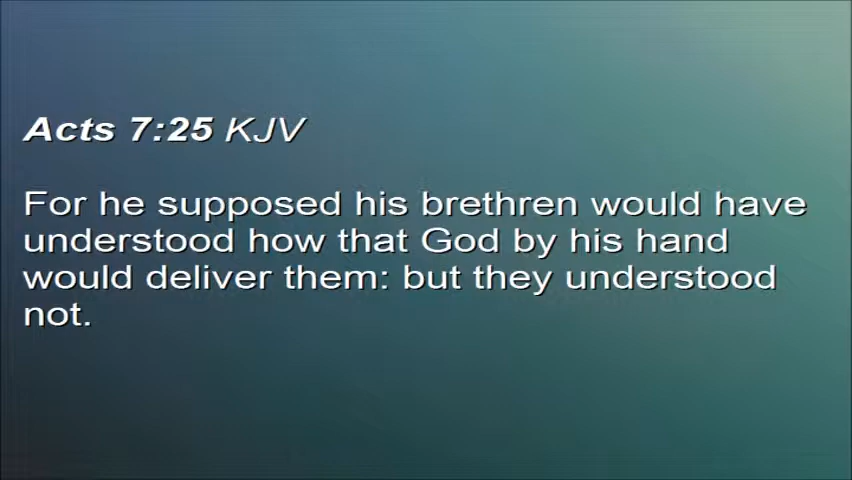 Acts 7:25 KJV
For he supposed his brethren would have
understood how that God by his hand
would deliver them: but they understood
not.